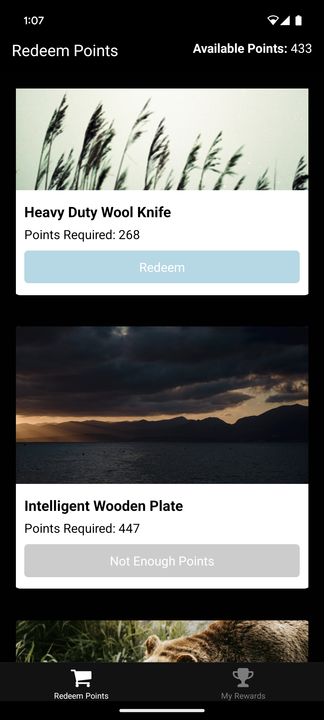 1:07
Redeem Points
Available Points: 433
Heavy Duty Wool Knife
Points Required: 268
Redeem
Intelligent Wooden Plate
Points Required: 447
Not Enough Points
Redeem Points
My Rewards